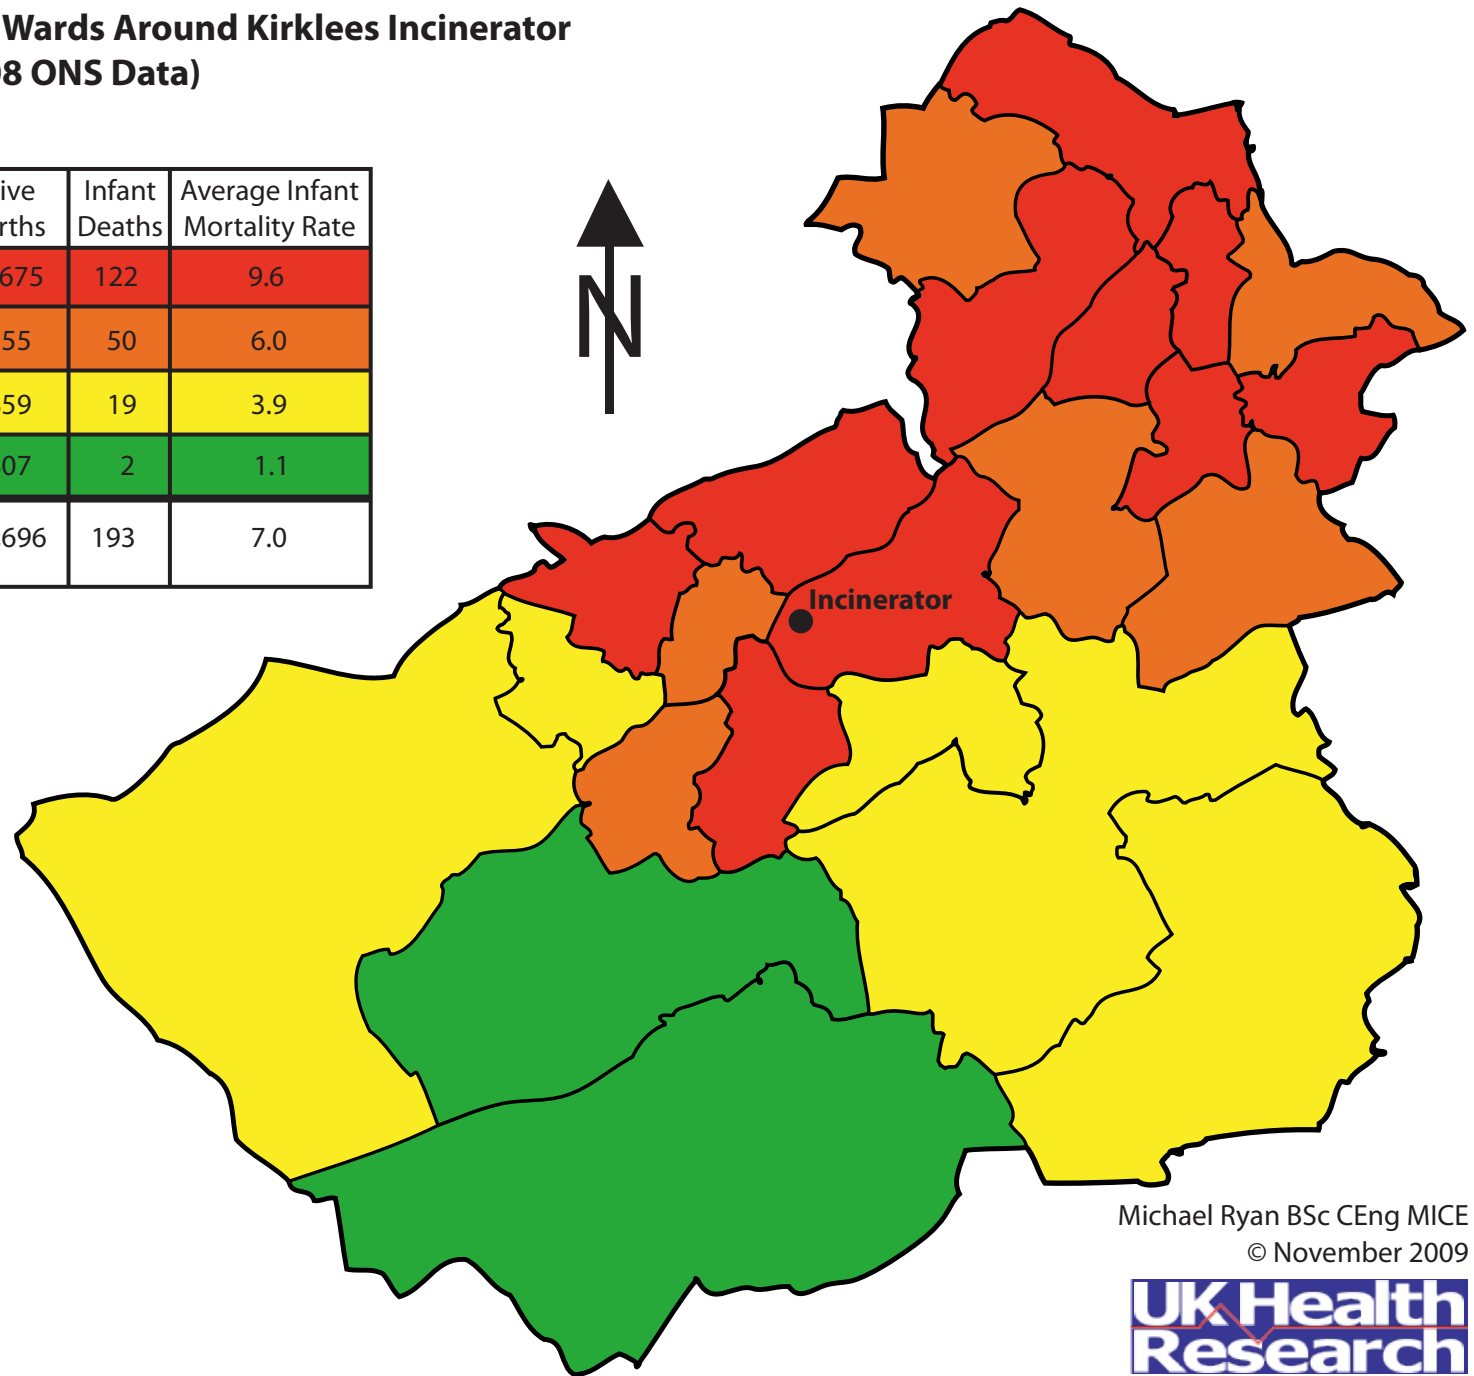 Wards Around Kirklees Incinerator
8 ONS Data)
ive Infant Average Infant
rths Deaths Mortality Rate
675 122 9.6
55 50 6.0
59 19 3.9
07 2 1.1
696 193 7.0
N
Incinerator
Michael Ryan BSc CEng MICE
© November 2009
UK Health
Research